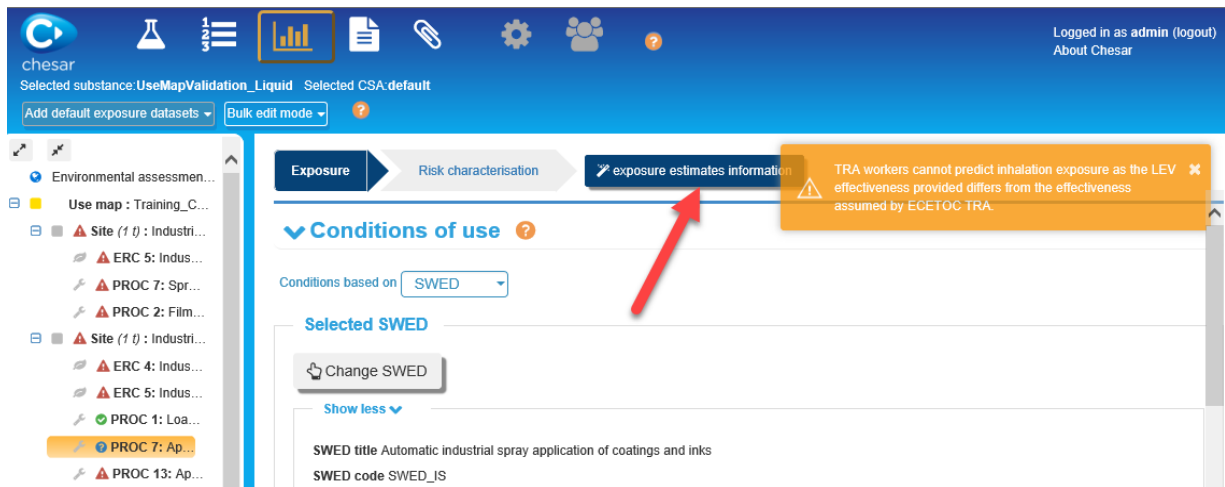 chesar
1
2
3
?
Logged in as admin (logout)
About Chesar
Selected substance:UseMapValidation_Liquid Selected CSA:default
Add default exposure datasets
Bulk edit mode
?
Environmental assessmen...
Use map : Training_C...
Site (1 t) : Industri...
ERC 5: Indus...
PROC 7: Spr...
PROC 2: Film...
Site (1 t) : Industri...
ERC 4: Indus...
ERC 5: Indus...
PROC 1: Loa...
? PROC 7: Ap...
PROC 13: Ap...
Exposure
Risk characterisation
exposure estimates information
TRA workers cannot predict inhalation exposure as the LEV
effectiveness provided differs from the effectiveness
assumed by ECETOC TRA.
Conditions of use ?
Conditions based on SWED
Selected SWED
Change SWED
Show less
SWED title Automatic industrial spray application of coatings and inks
SWED code SWED_IS